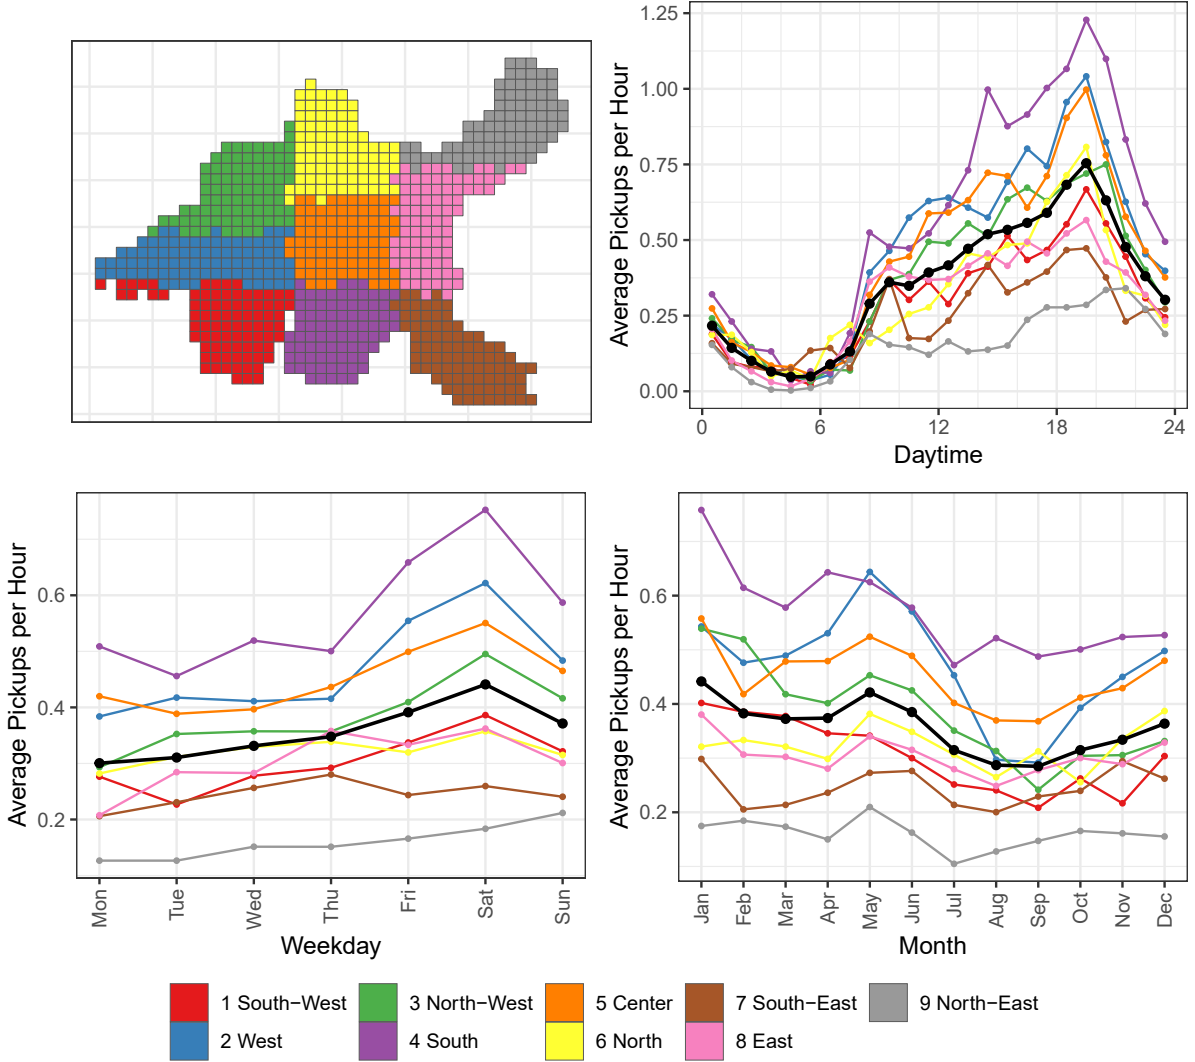 Average Pickups per Hour
1.25
1.00
0.75
0.50
0.25
0.00
0 6 12 18 24
Daytime
Average Pickups per Hour
0.6
0.4
0.2
Mon Tue Wed Thu Fri Sat Sun
Weekday
Average Pickups per Hour
0.6
0.4
0.2
Jan Feb Mar Apr May Jun Jul Aug Sep Oct Nov Dec
Month
1 South−West 3 North−West 5 Center 7 South−East 9 North−East
2 West 4 South 6 North 8 East